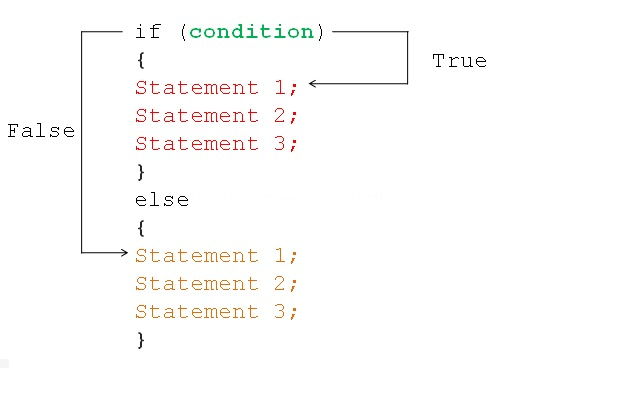 if (condition)
{
True
Statement 1;
Statement 2;
False
Statement 3;
}
else
{
Statement 1;
Statement 2;
Statement 3;
}